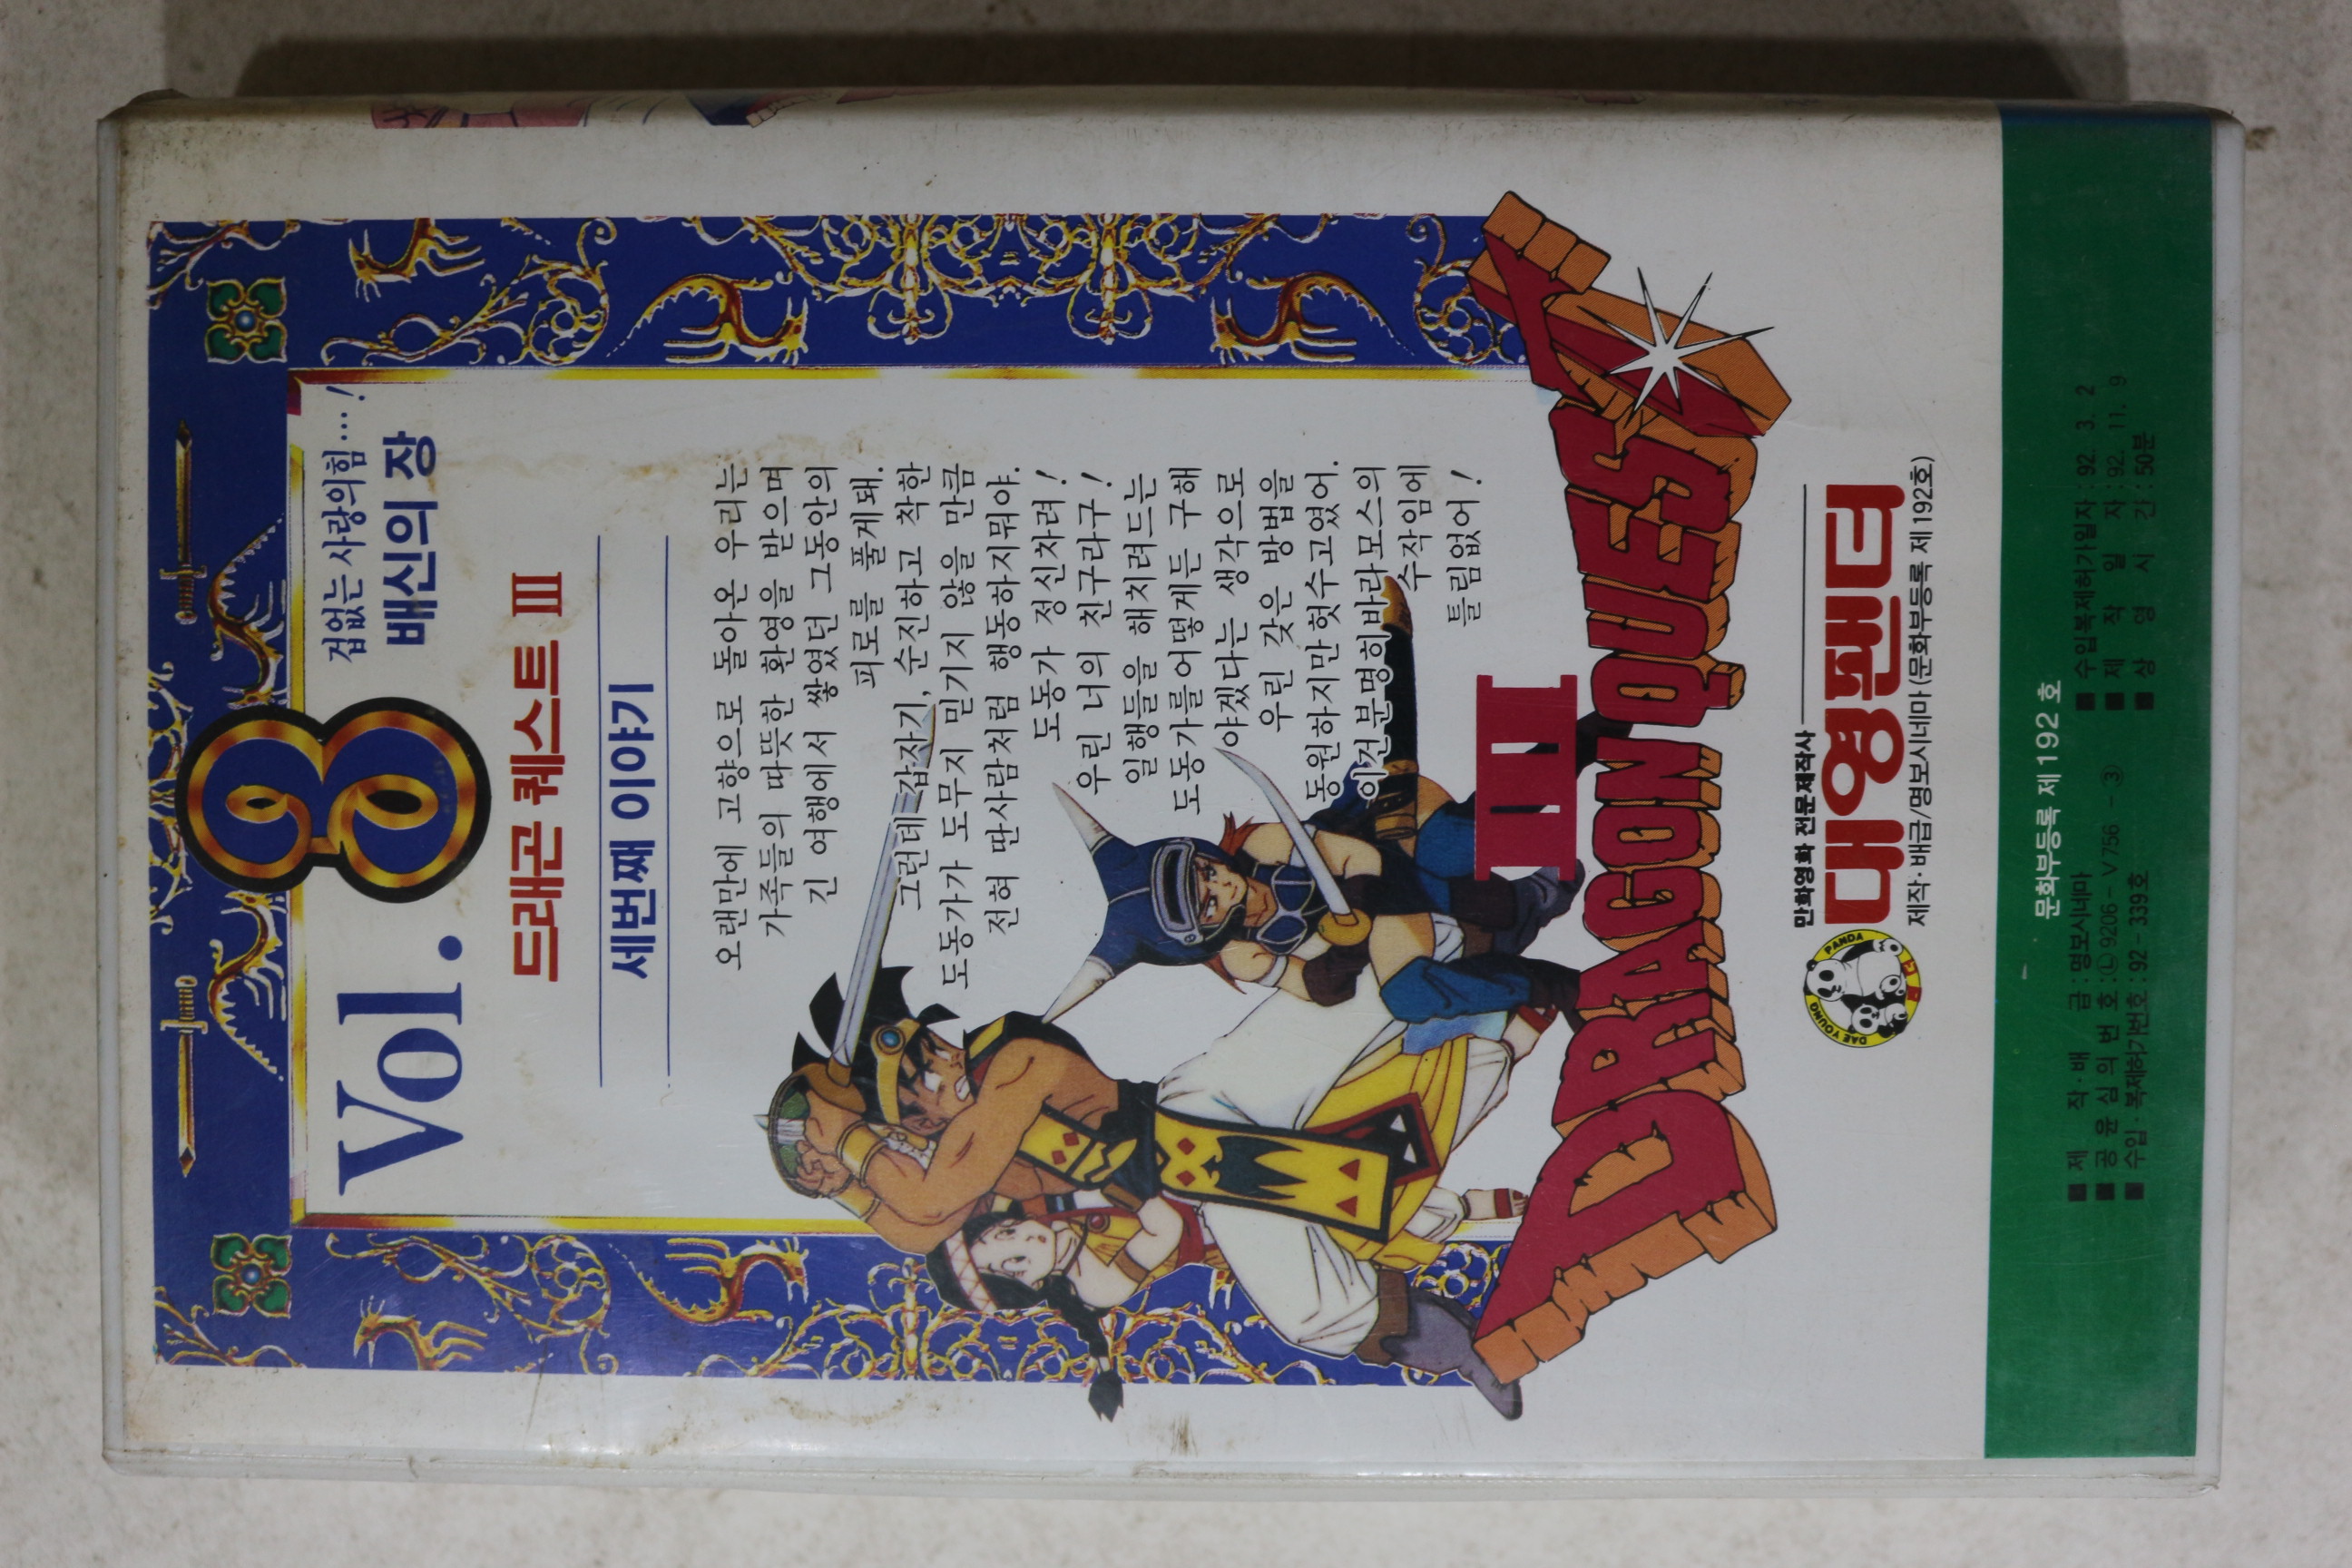 Vol. 8
겁없는 사랑의힘…!
배신의 장
드래곤 퀘스트 III
세번째 이야기
오랜만에 고향으로 돌아온 우리는
가족들의 따뜻한 환영을 받으며
긴 여행에서 쌓였던 그동안의
피로를 풀게돼.
그런데 갑자기, 순진하고 착한
도동가가 도무지 믿기지 않을 만큼
전혀 딴사람처럼 행동하지뭐야.
도동가 정신차려!
우린 너의 친구라구!
일행들을 해치려드는
도동가를어떻게든 구해
야겠다는 생각으로
우린 갖은 방법을
동원하지만 헛수고였어.
이건분명히바라모스의
수작임에
틀림없어!
III
DRAGON QUEST
DAE YOUNG PANDA
만화영화 전문제작사
대영팬더
제작·배급/명보시네마 (문화부등록 제192호)
문화부등록 제192호
■ 제 작·배 급 : 명보시네마
■ 공윤심의번호 : Ⓛ9206-V756-③
■ 수입·복제허가번호 : 92-339호
■ 수입복제허가일자 : 92. 3. 2
■ 제 작 일 자 : 92. 11. 9
■ 상 영 시 간 : 50분